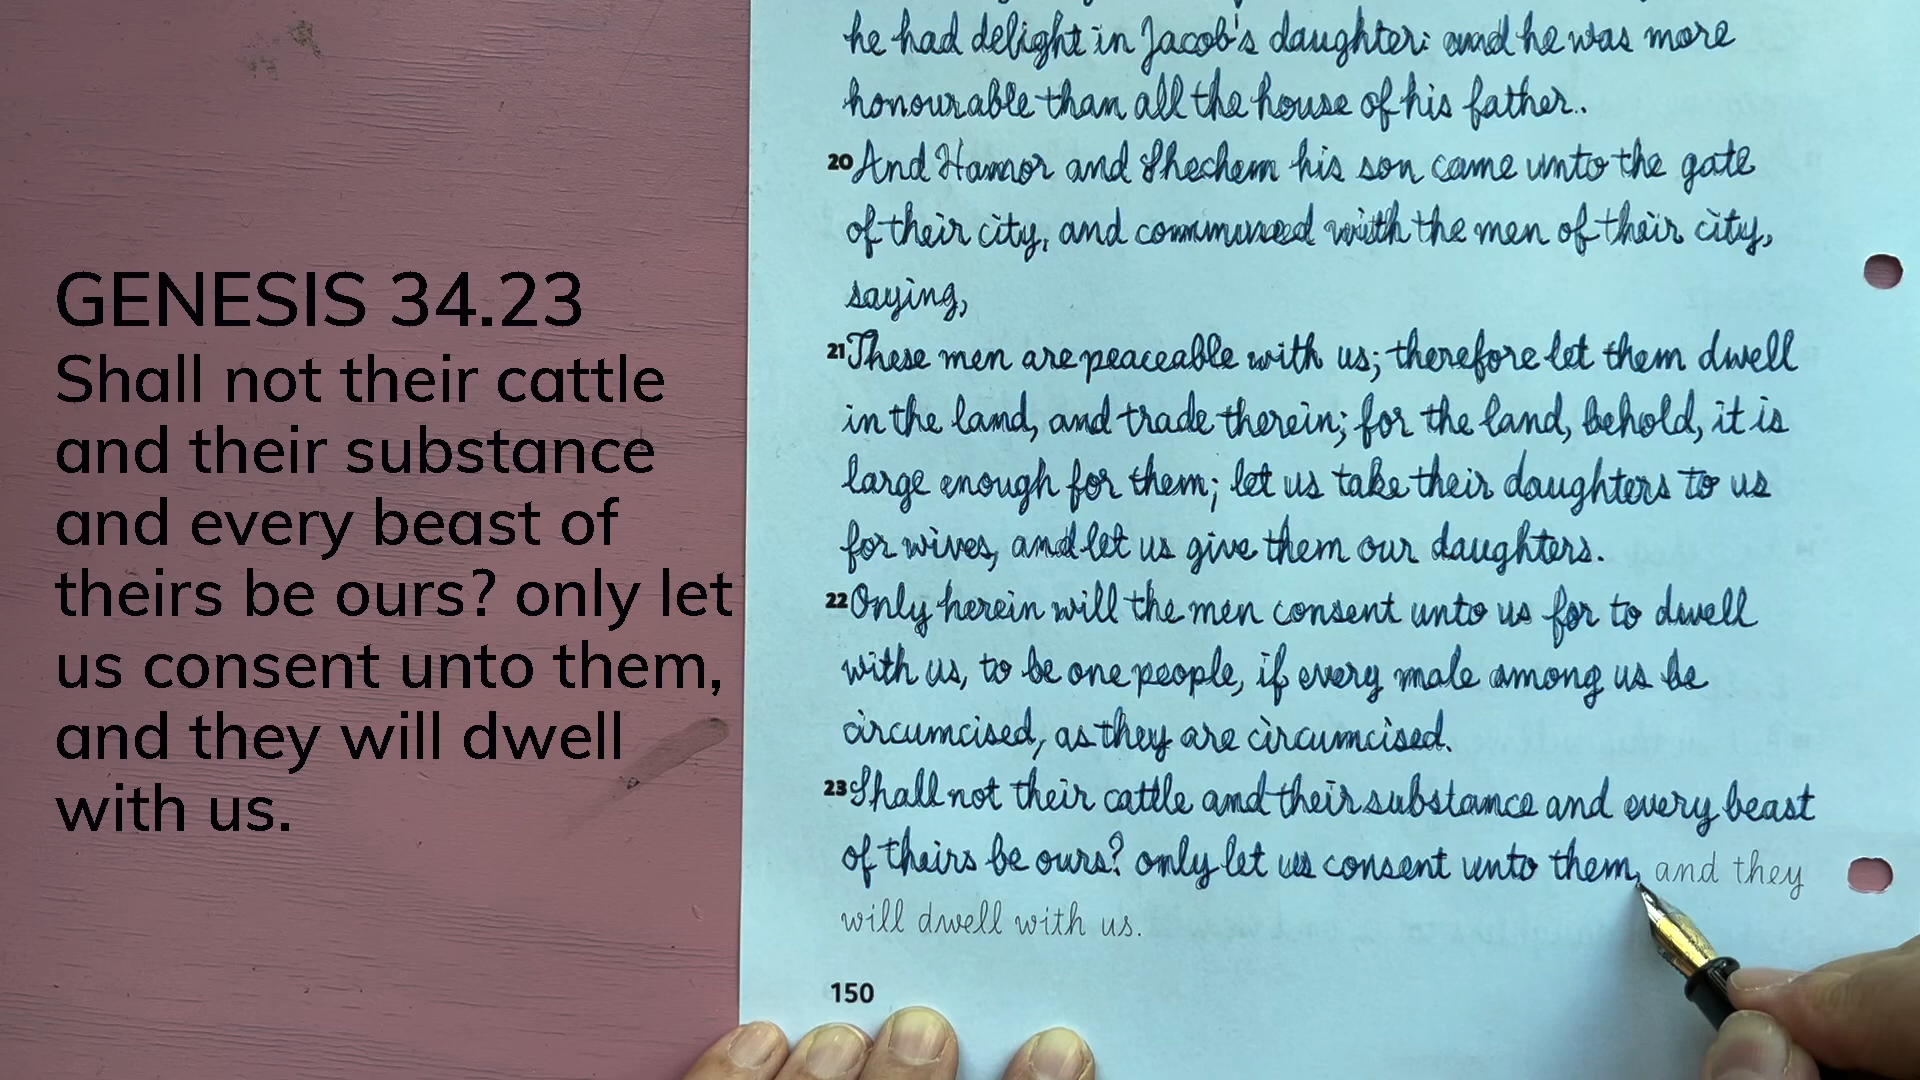 GENESIS 34.23
Shall not their cattle
and their substance
and every beast of
theirs be ours? only let
us consent unto them,
and they will dwell
with us.
he had delight in Jacob's daughter: and he was more
honourable than all the house of his father.
20 And Hamor and Shechem his son came unto the gate
of their city, and communed with the men of their city,
saying,
21 These men are peaceable with us; therefore let them dwell
in the land, and trade therein; for the land, behold, it is
large enough for them; let us take their daughters to us
for wives, and let us give them our daughters.
22 Only herein will the men consent unto us for to dwell
with us, to be one people, if every male among us be
circumcised, as they are circumcised.
23 Shall not their cattle and their substance and every beast
of theirs be ours? only let us consent unto them, and they
will dwell with us.
150